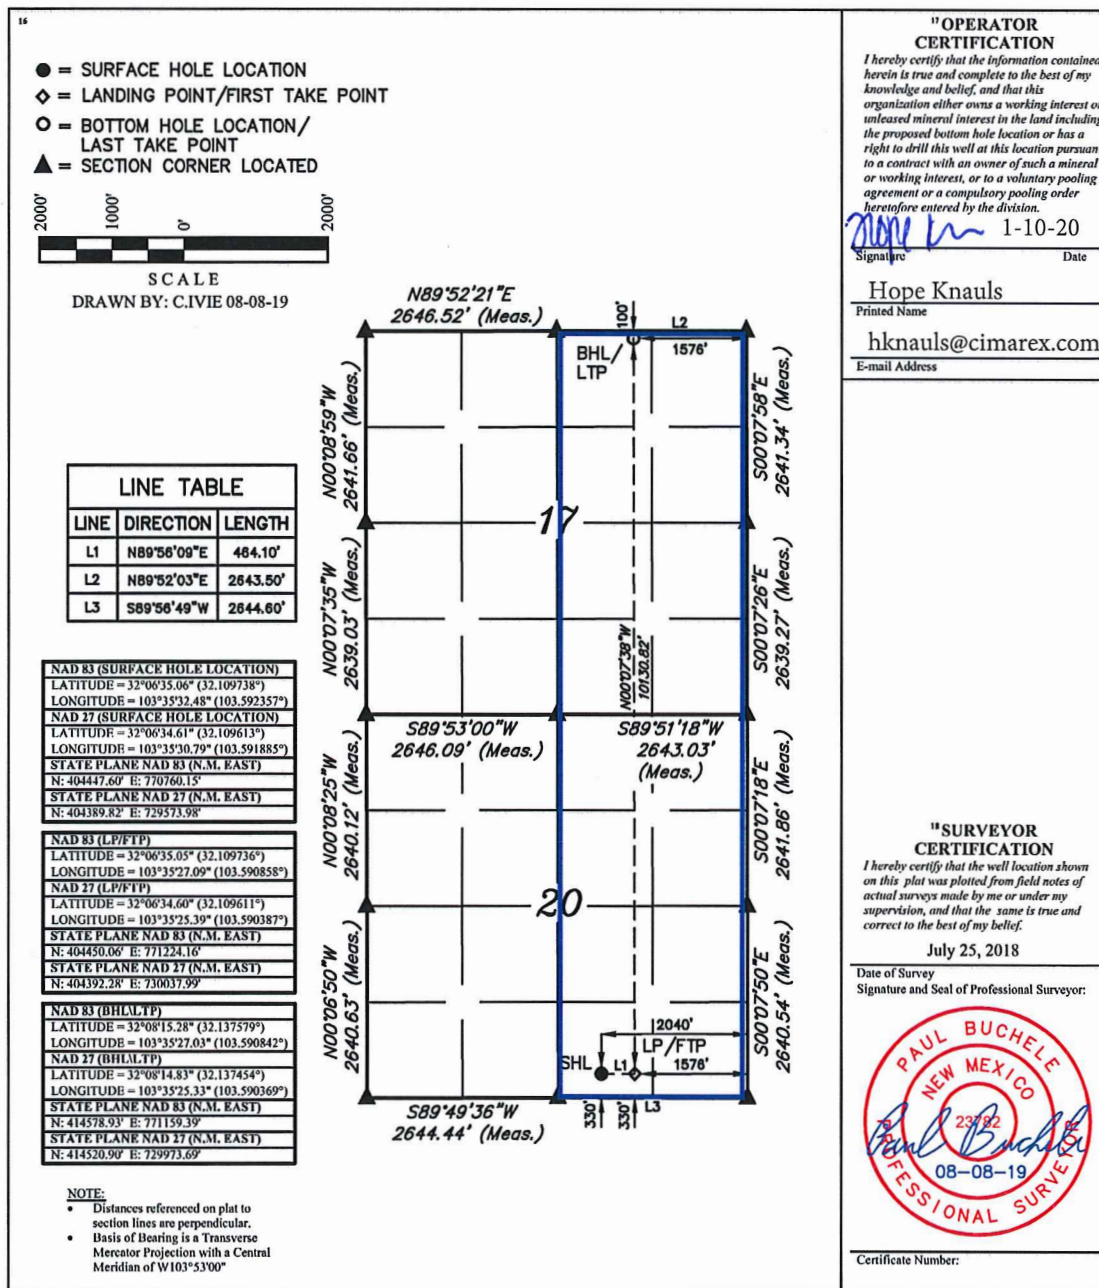 16
● = SURFACE HOLE LOCATION
◇ = LANDING POINT/FIRST TAKE POINT
○ = BOTTOM HOLE LOCATION/
LAST TAKE POINT
▲ = SECTION CORNER LOCATED
2000' 1000' 0' 2000'
SCALE
DRAWN BY: C.IVIE 08-08-19
N89°52'21"E
2646.52' (Meas.)
100'
L2
1576'
BHL/
LTP
N00°08'59"W
2641.66' (Meas.)
S00°07'58"E
2641.34' (Meas.)
17
N00°07'35"W
2639.03' (Meas.)
S00°07'26"E
2639.27' (Meas.)
N00°07'38"W
10130.82'
S89°53'00"W
2646.09' (Meas.)
S89°51'18"W
2643.03'
(Meas.)
N00°08'25"W
2640.12' (Meas.)
S00°07'18"E
2641.86' (Meas.)
20
N00°06'50"W
2640.63' (Meas.)
S00°07'50"E
2640.54' (Meas.)
2040'
LP/FTP
SHL
L1
1576'
330'
330'
L3
S89°49'36"W
2644.44' (Meas.)
LINE TABLE
LINE DIRECTION LENGTH
L1 N89°56'09"E 464.10'
L2 N89°52'03"E 2643.50'
L3 S89°56'49"W 2644.60'
NAD 83 (SURFACE HOLE LOCATION)
LATITUDE = 32°06'35.06" (32.109738°)
LONGITUDE = 103°35'32.48" (103.592357°)
NAD 27 (SURFACE HOLE LOCATION)
LATITUDE = 32°06'34.61" (32.109613°)
LONGITUDE = 103°35'30.79" (103.591885°)
STATE PLANE NAD 83 (N.M. EAST)
N: 404447.60' E: 770760.15'
STATE PLANE NAD 27 (N.M. EAST)
N: 404389.82' E: 729573.98'
NAD 83 (LP/FTP)
LATITUDE = 32°06'35.05" (32.109736°)
LONGITUDE = 103°35'27.09" (103.590858°)
NAD 27 (LP/FTP)
LATITUDE = 32°06'34.60" (32.109611°)
LONGITUDE = 103°35'25.39" (103.590387°)
STATE PLANE NAD 83 (N.M. EAST)
N: 404450.06' E: 771224.16'
STATE PLANE NAD 27 (N.M. EAST)
N: 404392.28' E: 730037.99'
NAD 83 (BHL\LTP)
LATITUDE = 32°08'15.28" (32.137579°)
LONGITUDE = 103°35'27.03" (103.590842°)
NAD 27 (BHL\LTP)
LATITUDE = 32°08'14.83" (32.137454°)
LONGITUDE = 103°35'25.33" (103.590369°)
STATE PLANE NAD 83 (N.M. EAST)
N: 414578.93' E: 771159.39'
STATE PLANE NAD 27 (N.M. EAST)
N: 414520.90' E: 729973.69'
NOTE:
• Distances referenced on plat to
section lines are perpendicular.
• Basis of Bearing is a Transverse
Mercator Projection with a Central
Meridian of W103°53'00"
17 OPERATOR
CERTIFICATION
I hereby certify that the information contained
herein is true and complete to the best of my
knowledge and belief, and that this
organization either owns a working interest or
unleased mineral interest in the land including
the proposed bottom hole location or has a
right to drill this well at this location pursuan
to a contract with an owner of such a mineral
or working interest, or to a voluntary pooling
agreement or a compulsory pooling order
heretofore entered by the division.
1-10-20
Signature Date
Hope Knauls
Printed Name
hknauls@cimarex.com
E-mail Address
18 SURVEYOR
CERTIFICATION
I hereby certify that the well location shown
on this plat was plotted from field notes of
actual surveys made by me or under my
supervision, and that the same is true and
correct to the best of my belief.
July 25, 2018
Date of Survey
Signature and Seal of Professional Surveyor:
PAUL BUCHELE
NEW MEXICO
23782
Paul Buchele
08-08-19
PROFESSIONAL SURVEYOR
Certificate Number: